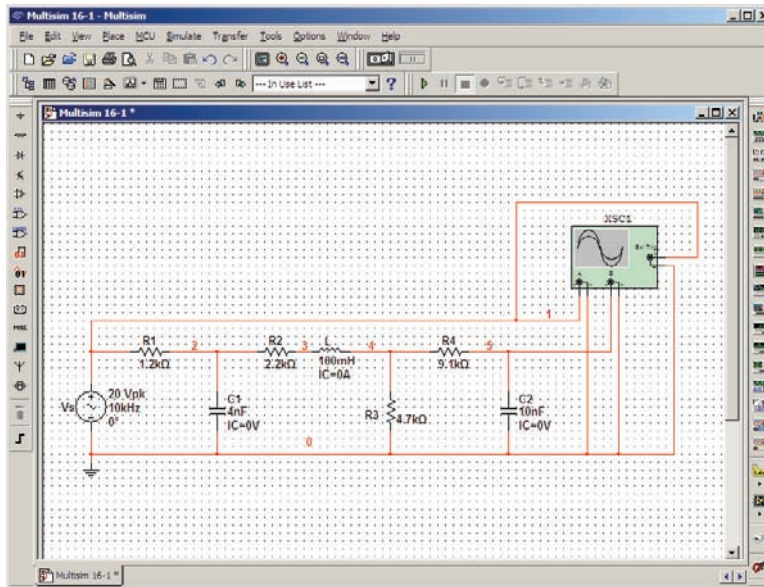 Multisim 16-1 - Multisim
File Edit View Place MCU Simulate Transfer Tools Options Window Help
--- In Use List ---
Multisim 16-1 *
XSC1
Ext Trig
A B
1
R1 2 R2 3 L 4 R4 5
1.2kΩ 2.2kΩ 100mH 9.1kΩ
IC=0A
Vs
20 Vpk
10kHz
0°
C1
4nF
IC=0V
R3 4.7kΩ
C2
10nF
IC=0V
0
Multisim 16-1 *